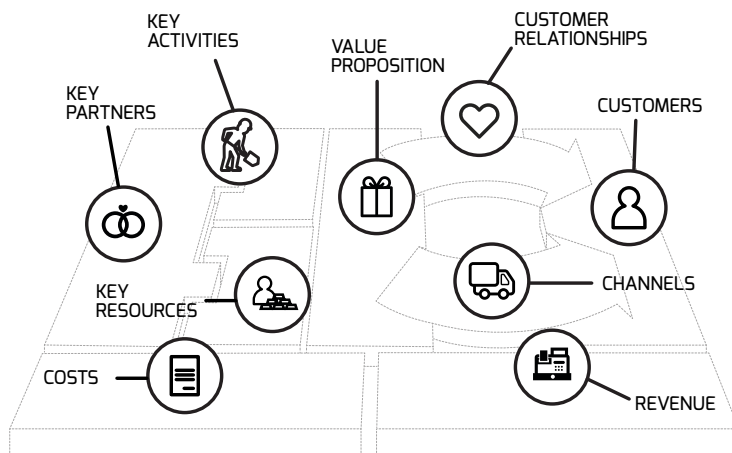 KEY
ACTIVITIES
CUSTOMER
RELATIONSHIPS
VALUE
PROPOSITION
KEY
PARTNERS
CUSTOMERS
KEY
RESOURCES
CHANNELS
COSTS
REVENUE